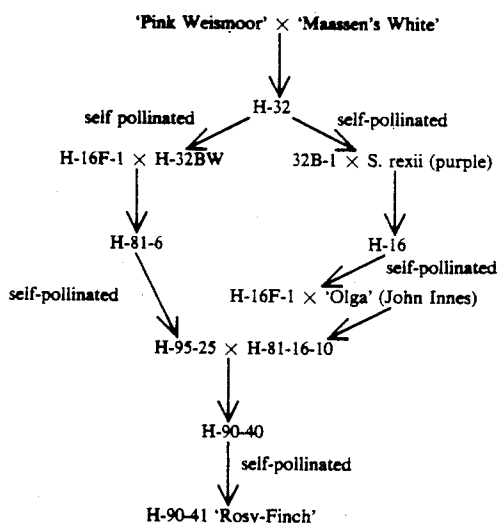 'Pink Weismoor' × 'Maassen's White'
H-32
self pollinated
self-pollinated
H-16F-1 × H-32BW
32B-1 × S. rexii (purple)
H-81-6
H-16
self-pollinated
self-pollinated
H-16F-1 × 'Olga' (John Innes)
H-95-25 × H-81-16-10
H-90-40
self-pollinated
H-90-41 'Rosy-Finch'